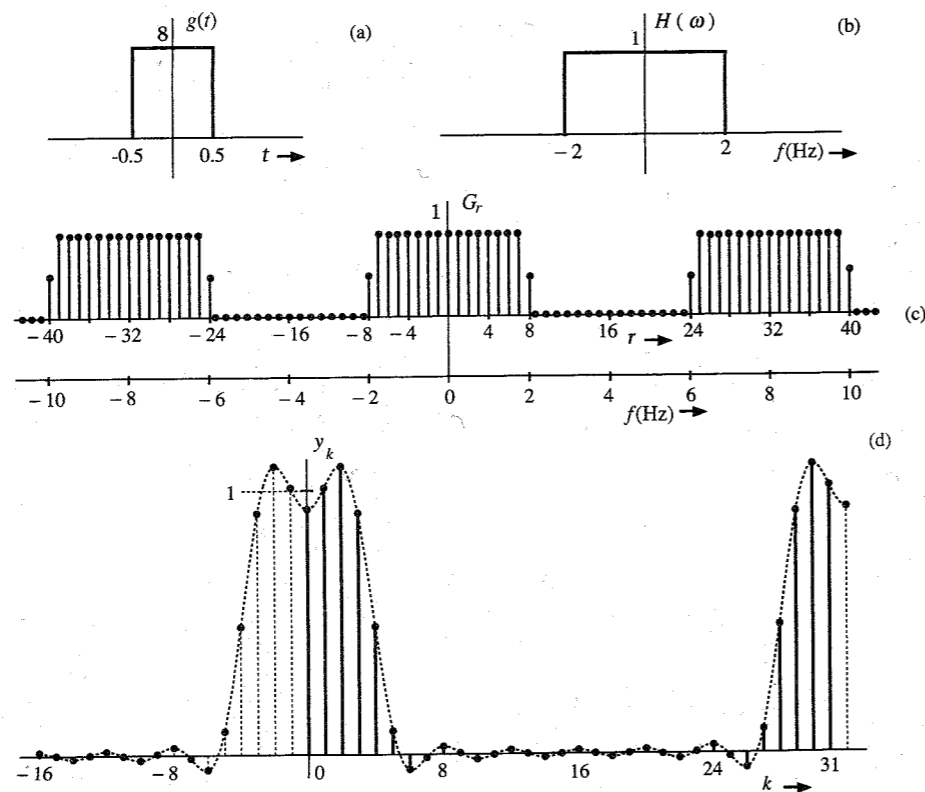 8 g(t) (a)
-0.5 0.5 t →
1 H(ω) (b)
-2 2 f(Hz) →
1 G_r
-40 -32 -24 -16 -8 -4 4 8 16 r → 24 32 40 (c)
-10 -8 -6 -4 -2 0 2 4 6 8 10
f(Hz) →
y_k (d)
1
-16 -8 0 8 16 24 31
k →